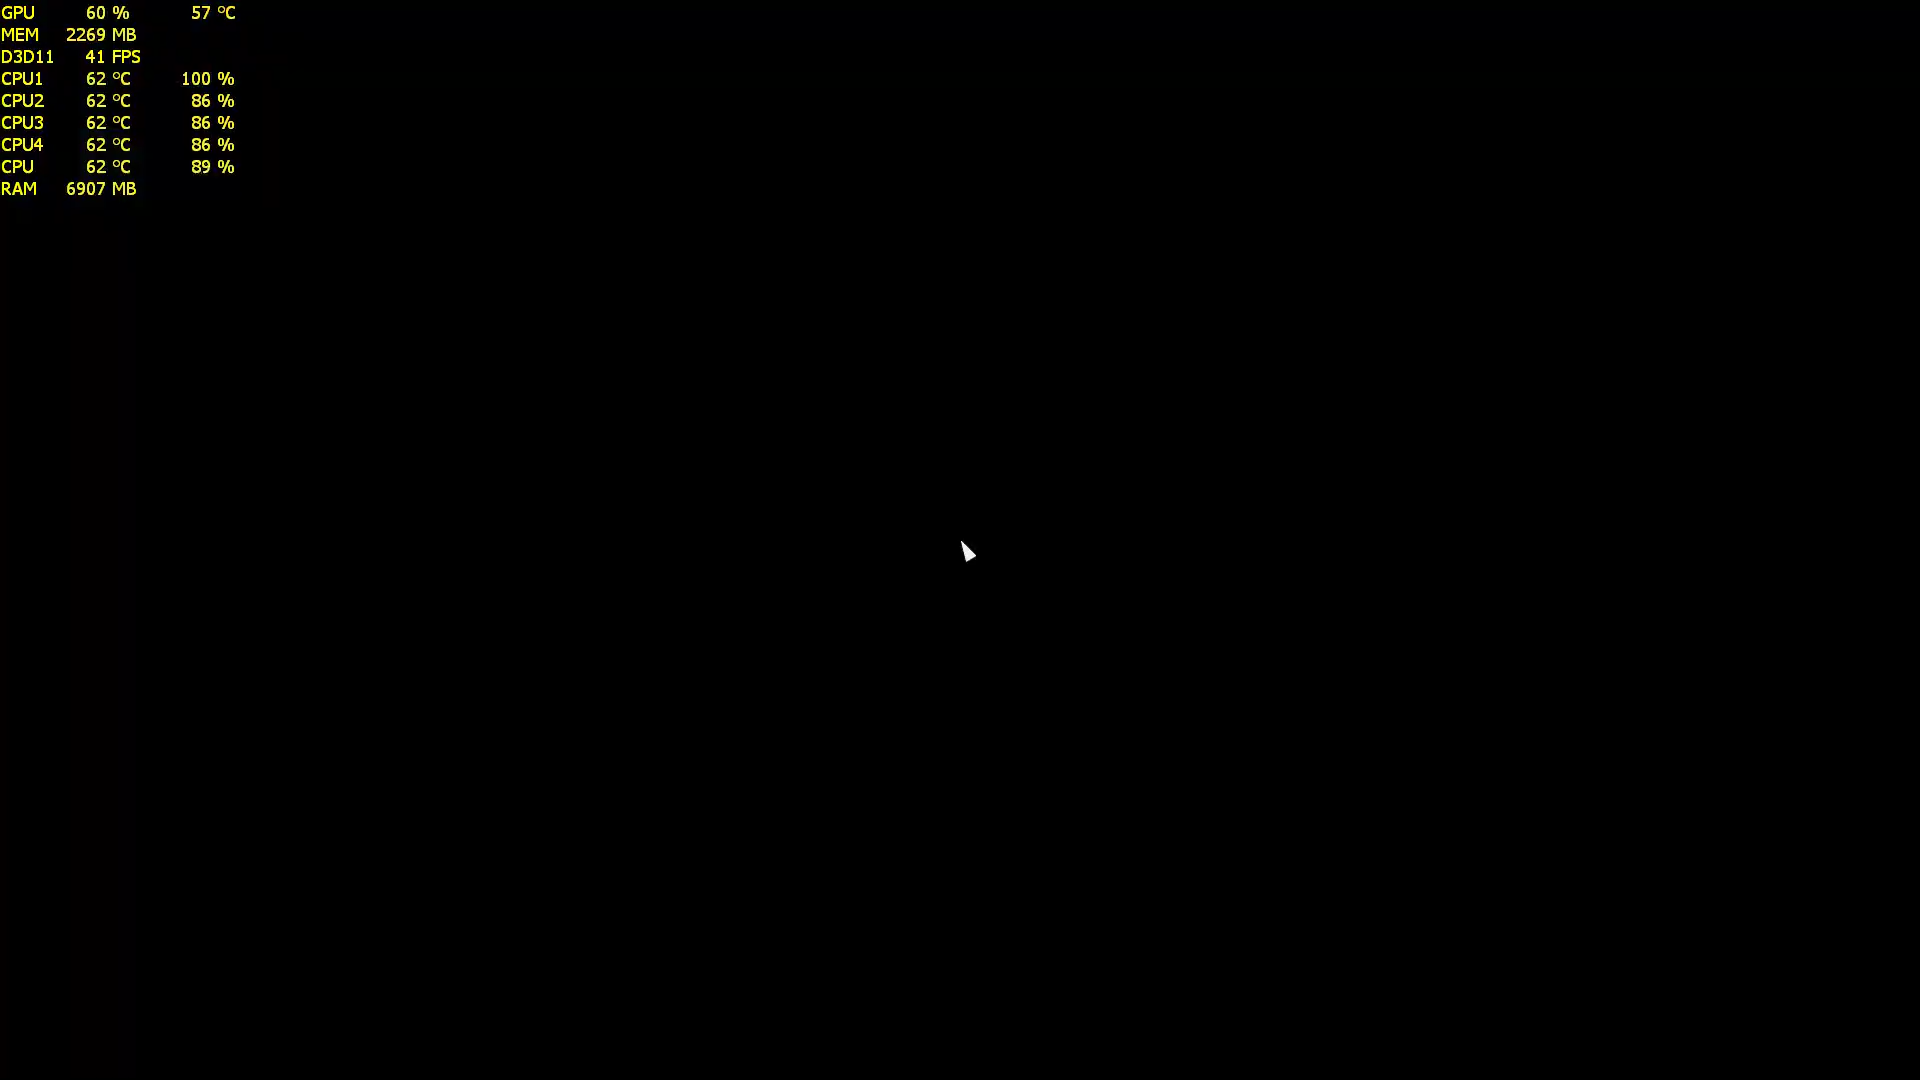 GPU 60 % 57 °C
MEM 2269 MB
D3D11 41 FPS
CPU1 62 °C 100 %
CPU2 62 °C 86 %
CPU3 62 °C 86 %
CPU4 62 °C 86 %
CPU 62 °C 89 %
RAM 6907 MB